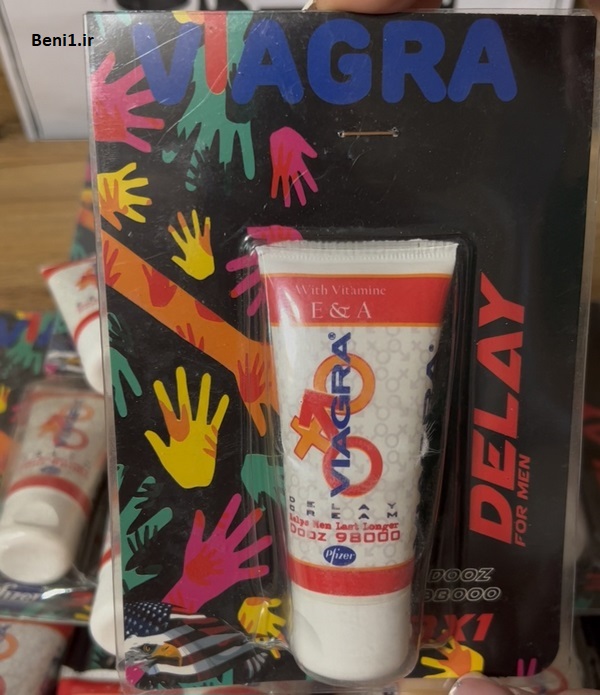 Beni1.ir
VIAGRA
With Vitamine
E & A
VIAGRA®
DELAY
CREAM
Helps Men Last Longer
DOOZ 98000
Pfizer
DELAY
FOR MEN
DOOZ